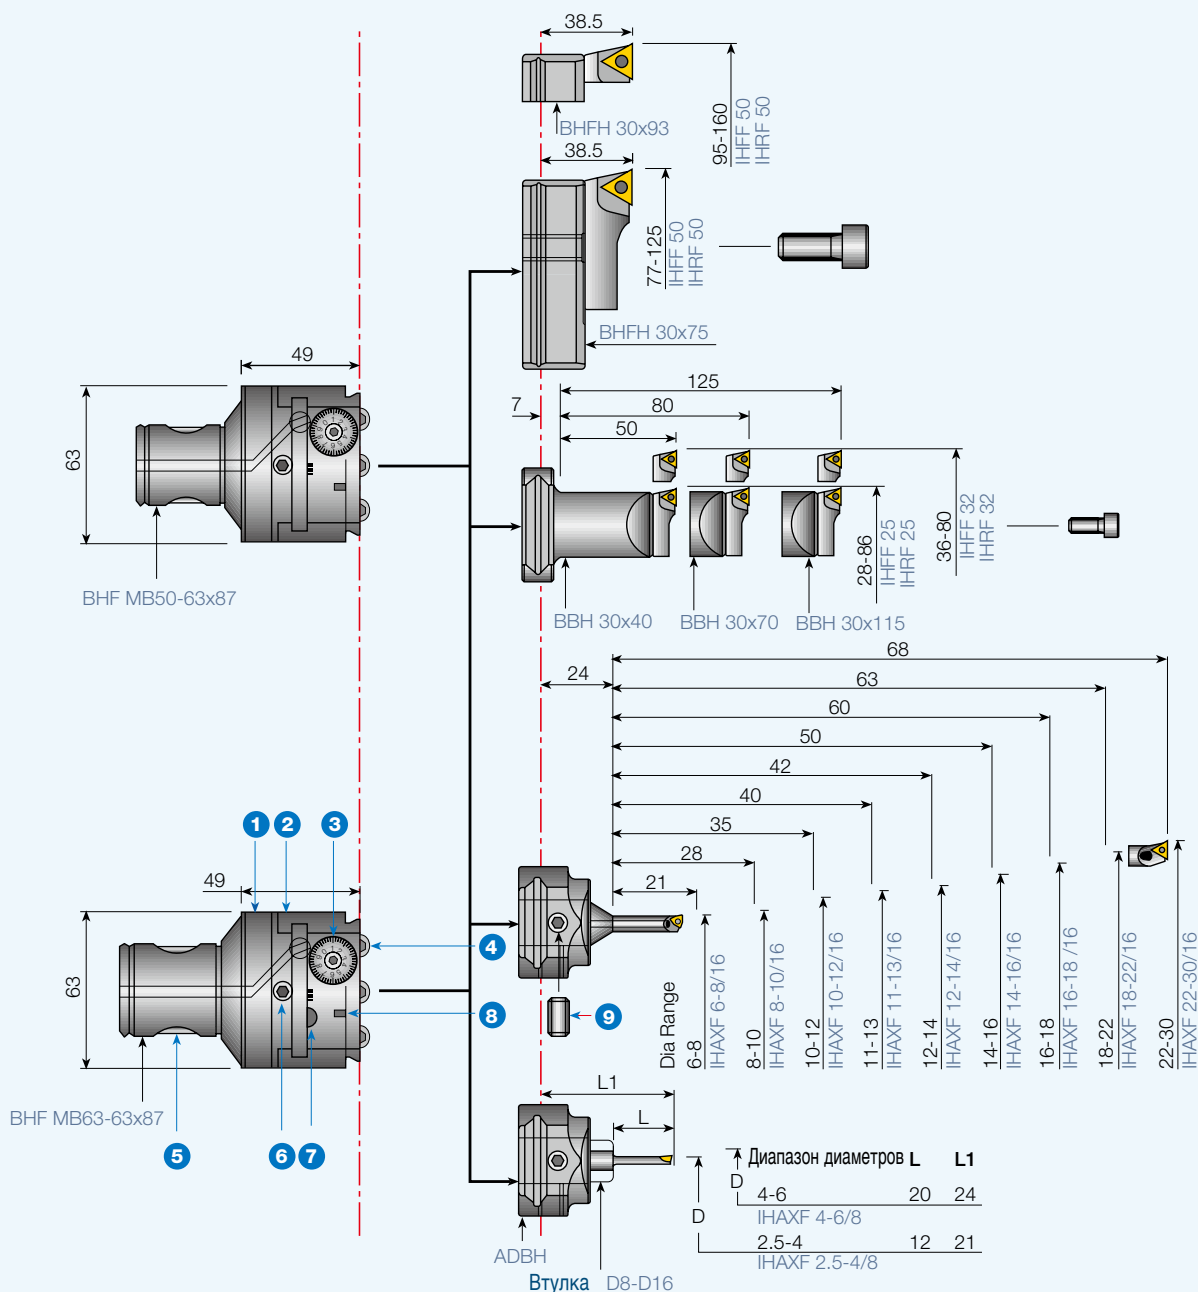 38.5
BHFH 30x93
95-160
IHFF 50
IHRF 50
38.5
77-125
IHFF 50
IHRF 50
BHFH 30x75
49
63
BHF MB50-63x87
125
7
80
50
28-86
IHFF 25
IHRF 25
36-80
IHFF 32
IHRF 32
BBH 30x40
BBH 30x70
BBH 30x115
68
24
63
60
50
42
40
35
28
21
1
2
3
49
63
4
8
9
BHF MB63-63x87
5
6
7
Dia Range
6-8
IHAXF 6-8/16
8-10
IHAXF 8-10/16
10-12
IHAXF 10-12/16
11-13
IHAXF 11-13/16
12-14
IHAXF 12-14/16
14-16
IHAXF 14-16/16
16-18
IHAXF 16-18 /16
18-22
IHAXF 18-22/16
22-30
IHAXF 22-30/16
L1
L
D
D
Диапазон диаметров L L1
4-6 20 24
IHAXF 4-6/8
2.5-4 12 21
IHAXF 2.5-4/8
ADBH
Втулка D8-D16